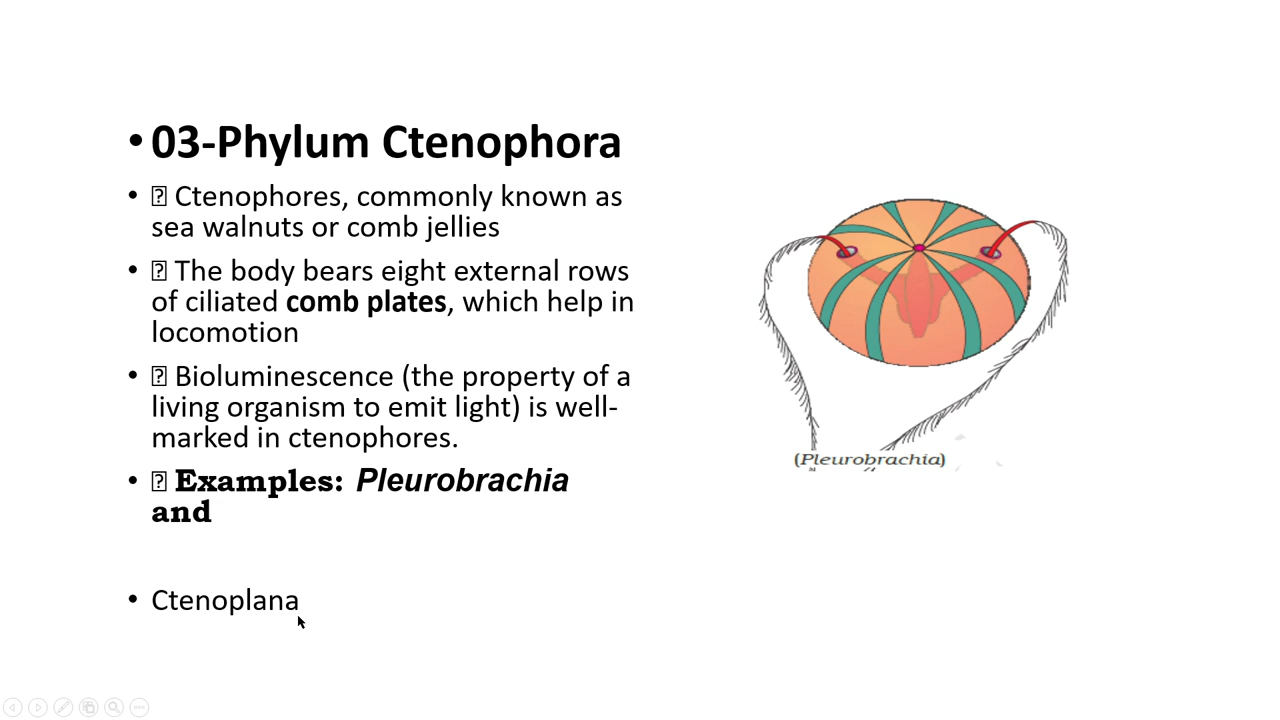 • 03-Phylum Ctenophora
• ⍰ Ctenophores, commonly known as
sea walnuts or comb jellies
• ⍰ The body bears eight external rows
of ciliated comb plates, which help in
locomotion
• ⍰ Bioluminescence (the property of a
living organism to emit light) is well-
marked in ctenophores.
• ⍰ Examples: Pleurobrachia
and
• Ctenoplana
(Pleurobrachia)